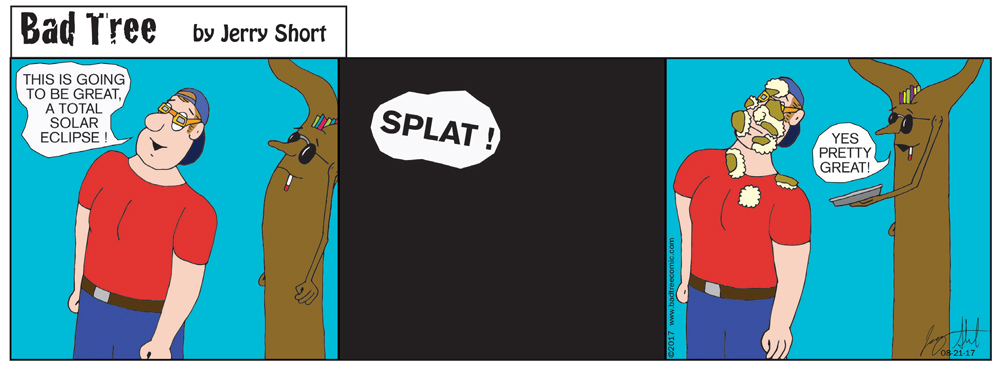 Bad Tree by Jerry Short
THIS IS GOING
TO BE GREAT,
A TOTAL
SOLAR
ECLIPSE !
SPLAT !
YES
PRETTY
GREAT!
©2017 www.badtreecomic.com
08-21-17